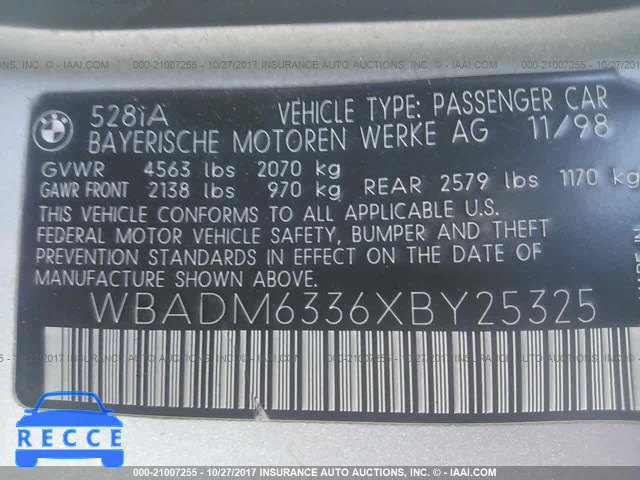 000-21007255 - 10/27/2017 INSURANCE AUTO AUCTIONS, INC. - © IAAI.COM
BMW
528iA VEHICLE TYPE: PASSENGER CAR
BAYERISCHE MOTOREN WERKE AG 11/98
GVWR 4563 lbs 2070 kg
GAWR FRONT 2138 lbs 970 kg REAR 2579 lbs 1170 kg
THIS VEHICLE CONFORMS TO ALL APPLICABLE U.S.
FEDERAL MOTOR VEHICLE SAFETY, BUMPER AND THEFT
PREVENTION STANDARDS IN EFFECT ON THE DATE OF
MANUFACTURE SHOWN ABOVE.
WBADM6336XBY25325
RECCE
000-21007255 - 10/27/2017 INSURANCE AUTO AUCTIONS, INC. - © IAAI.COM